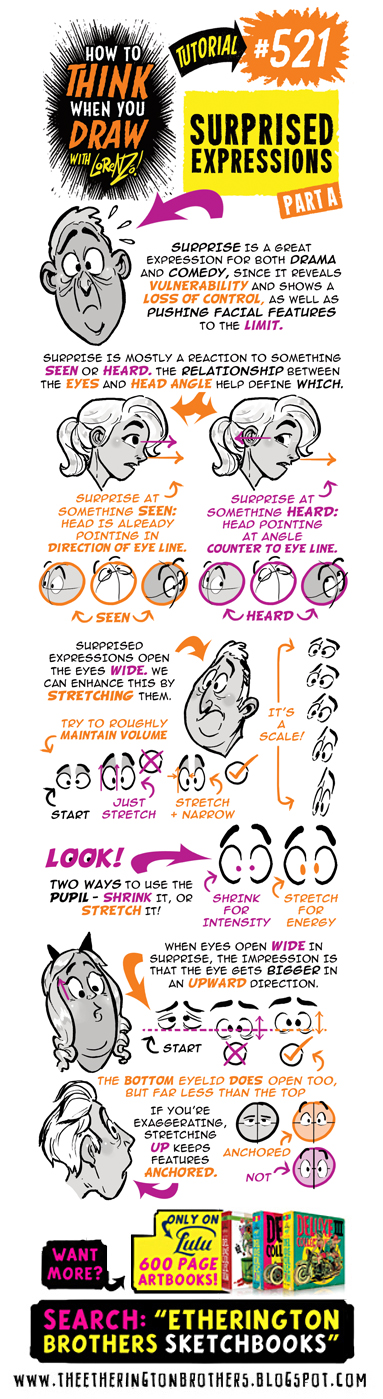 HOW TO
THINK
WHEN YOU
DRAW
WITH LORENZO!
TUTORIAL
#521
SURPRISED
EXPRESSIONS
PART A
SURPRISE IS A GREAT
EXPRESSION FOR BOTH DRAMA
AND COMEDY, SINCE IT REVEALS
VULNERABILITY AND SHOWS A
LOSS OF CONTROL, AS WELL AS
PUSHING FACIAL FEATURES
TO THE LIMIT.
SURPRISE IS MOSTLY A REACTION TO SOMETHING
SEEN OR HEARD. THE RELATIONSHIP BETWEEN
THE EYES AND HEAD ANGLE HELP DEFINE WHICH.
SURPRISE AT
SOMETHING SEEN:
HEAD IS ALREADY
POINTING IN
DIRECTION OF EYE LINE.
SURPRISE AT
SOMETHING HEARD:
HEAD POINTING
AT ANGLE
COUNTER TO EYE LINE.
SEEN
HEARD
SURPRISED
EXPRESSIONS OPEN
THE EYES WIDE. WE
CAN ENHANCE THIS BY
STRETCHING THEM.
TRY TO ROUGHLY
MAINTAIN VOLUME
START
JUST
STRETCH
STRETCH
+ NARROW
IT'S
A
SCALE!
LOOK!
TWO WAYS TO USE THE
PUPIL - SHRINK IT, OR
STRETCH IT!
SHRINK
FOR
INTENSITY
STRETCH
FOR
ENERGY
WHEN EYES OPEN WIDE IN
SURPRISE, THE IMPRESSION IS
THAT THE EYE GETS BIGGER IN
AN UPWARD DIRECTION.
START
THE BOTTOM EYELID DOES OPEN TOO,
BUT FAR LESS THAN THE TOP
IF YOU'RE
EXAGGERATING,
STRETCHING
UP KEEPS
FEATURES
ANCHORED.
ANCHORED
NOT
WANT
MORE?
ONLY ON
Lulu
600 PAGE
ARTBOOKS!
SEARCH: "ETHERINGTON
BROTHERS SKETCHBOOKS"
WWW.THEETHERINGTONBROTHERS.BLOGSPOT.COM